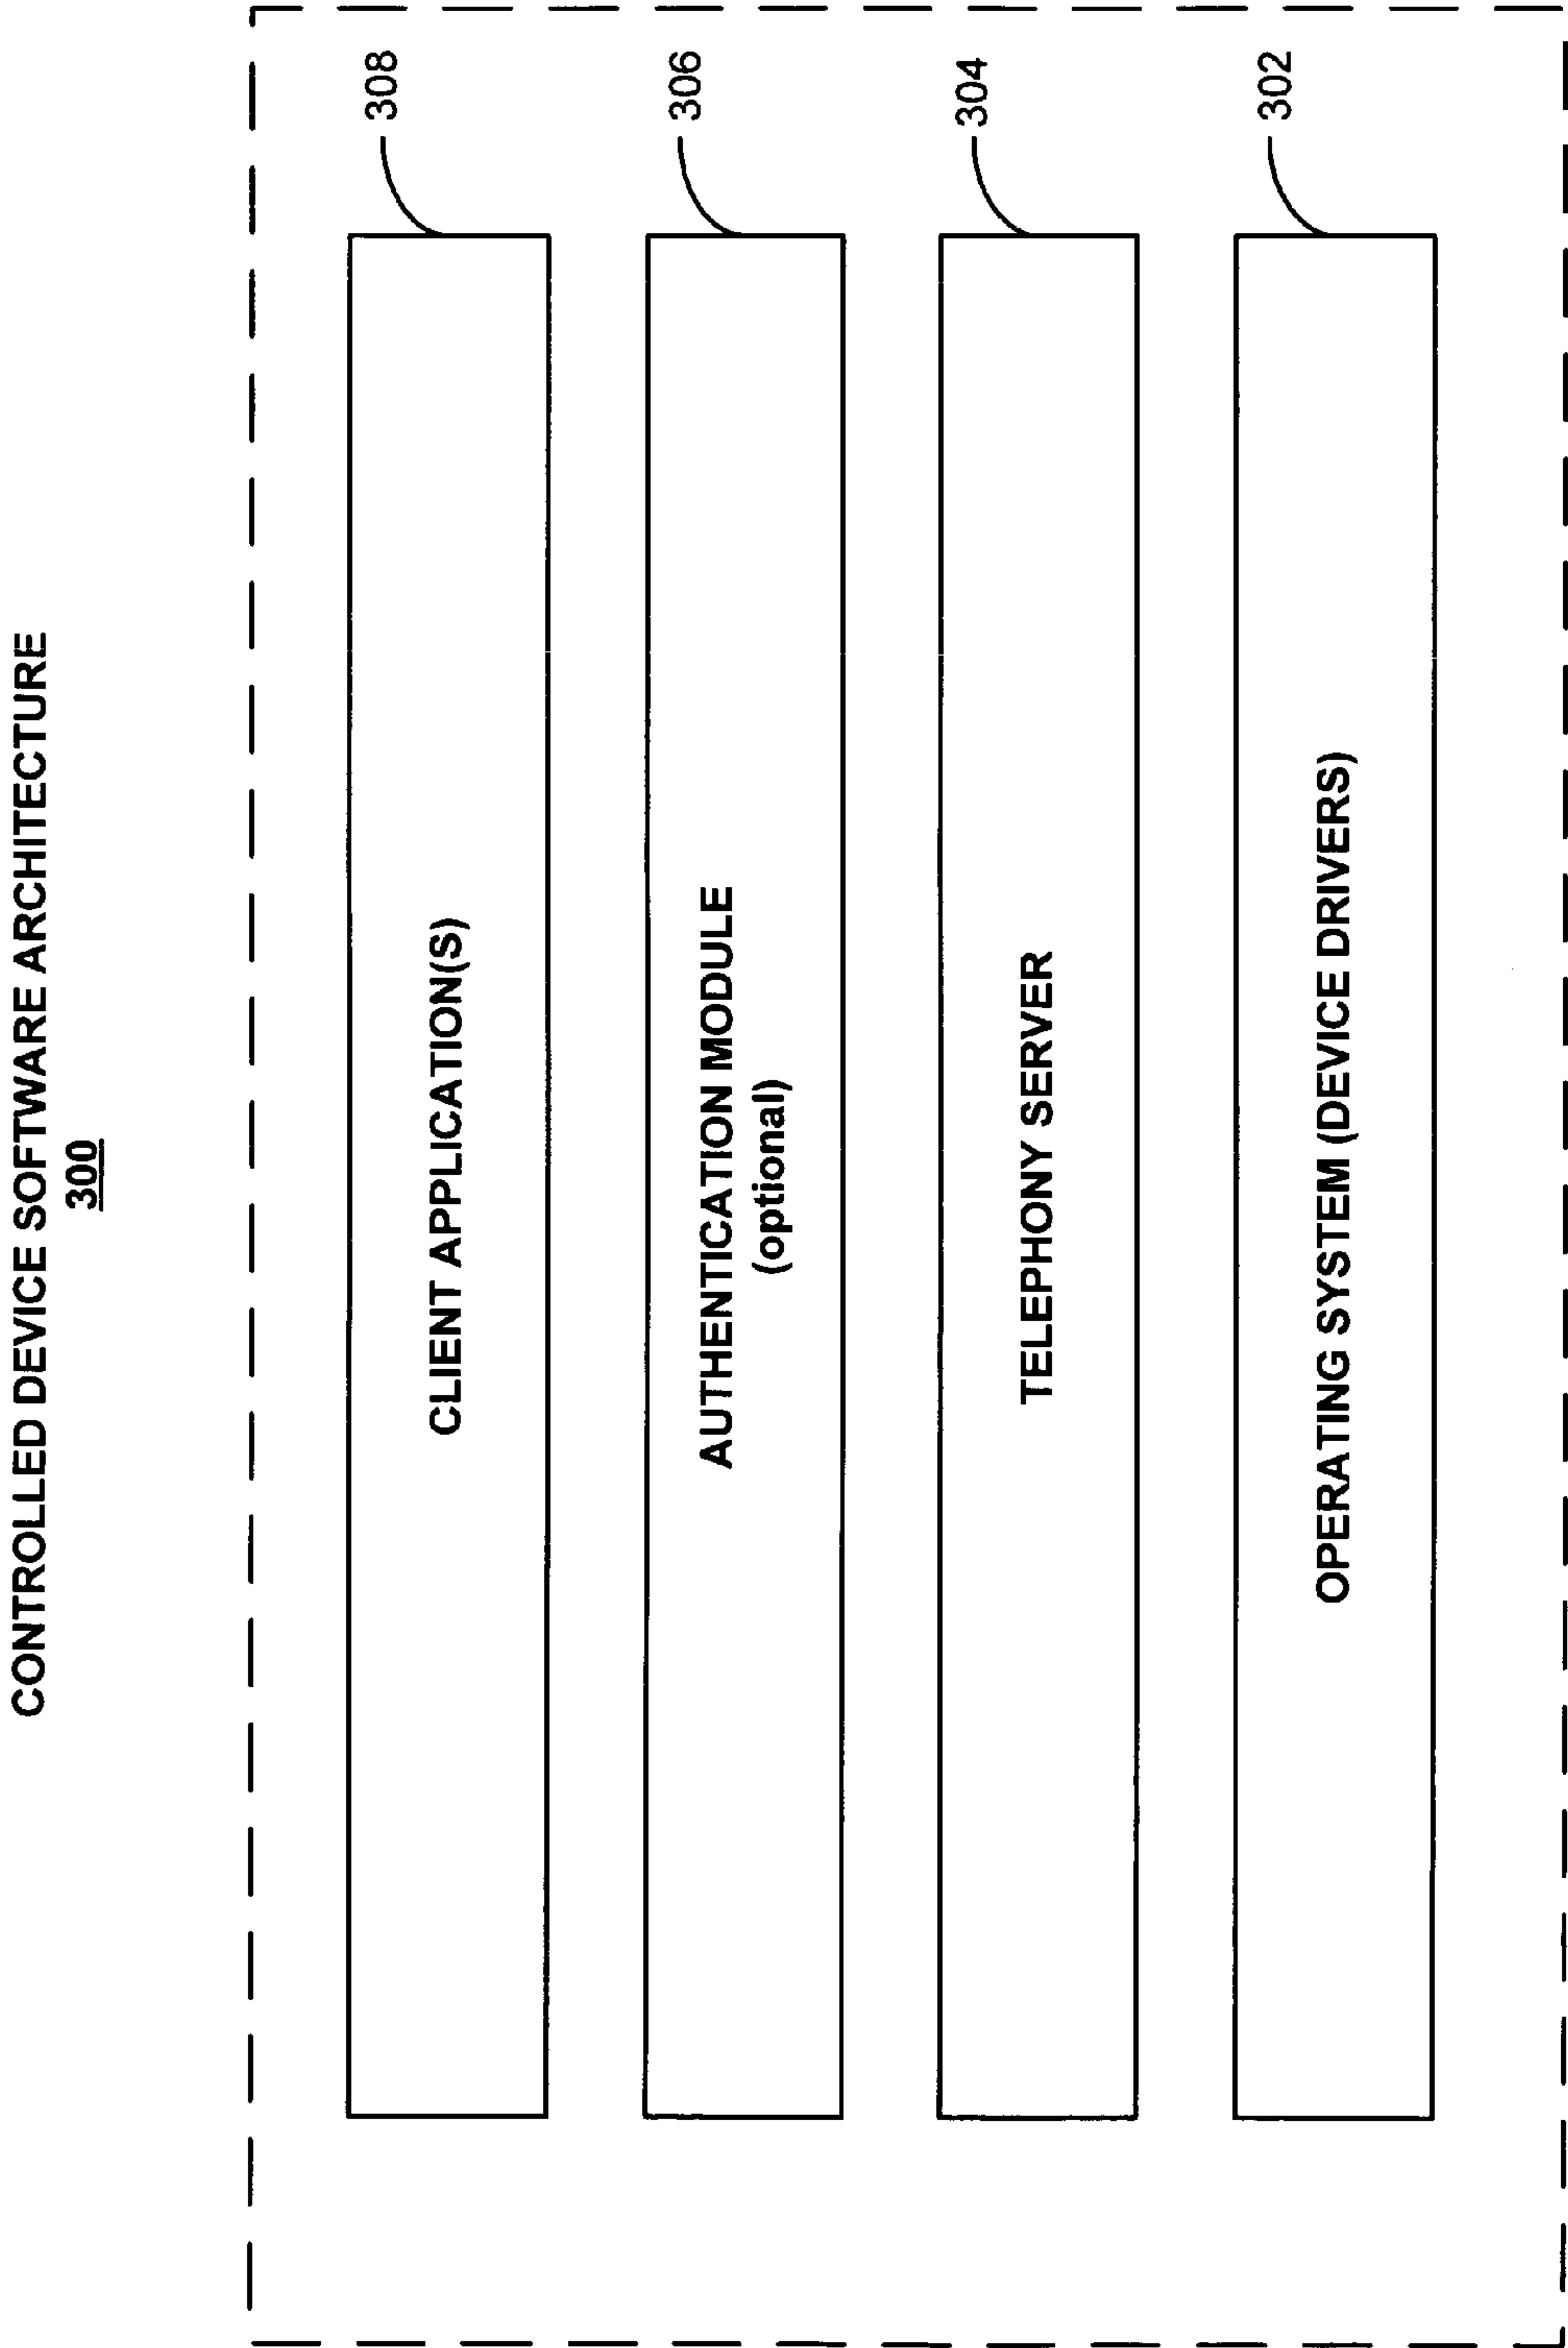 CONTROLLED DEVICE SOFTWARE ARCHITECTURE
300
308
CLIENT APPLICATION(S)
306
AUTHENTICATION MODULE
(optional)
304
TELEPHONY SERVER
302
OPERATING SYSTEM (DEVICE DRIVERS)